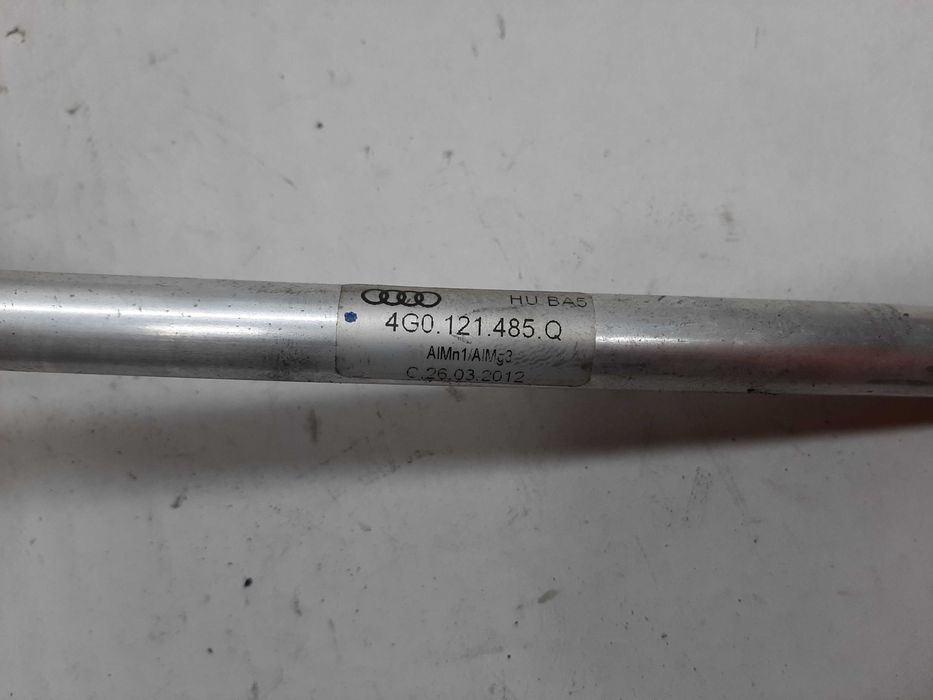 HU BA5
4G0.121.485.Q
AlMn1/AlMg3
C.26.03.2012